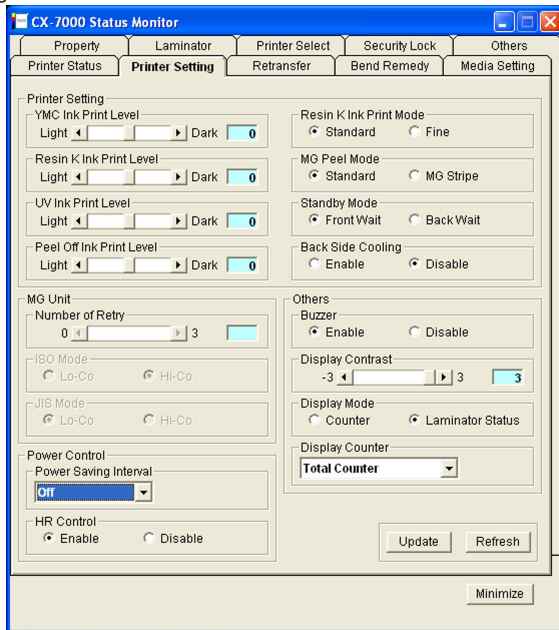 CX-7000 Status Monitor
Property Laminator Printer Select Security Lock Others
Printer Status Printer Setting Retransfer Bend Remedy Media Setting
Printer Setting
YMC Ink Print Level
Light Dark 0
Resin K Ink Print Level
Light Dark 0
UV Ink Print Level
Light Dark 0
Peel Off Ink Print Level
Light Dark 0
Resin K Ink Print Mode
Standard Fine
MG Peel Mode
Standard MG Stripe
Standby Mode
Front Wait Back Wait
Back Side Cooling
Enable Disable
MG Unit
Number of Retry
0 3
ISO Mode
Lo-Co Hi-Co
JIS Mode
Lo-Co Hi-Co
Power Control
Power Saving Interval
Off
HR Control
Enable Disable
Others
Buzzer
Enable Disable
Display Contrast
-3 3 3
Display Mode
Counter Laminator Status
Display Counter
Total Counter
Update Refresh
Minimize